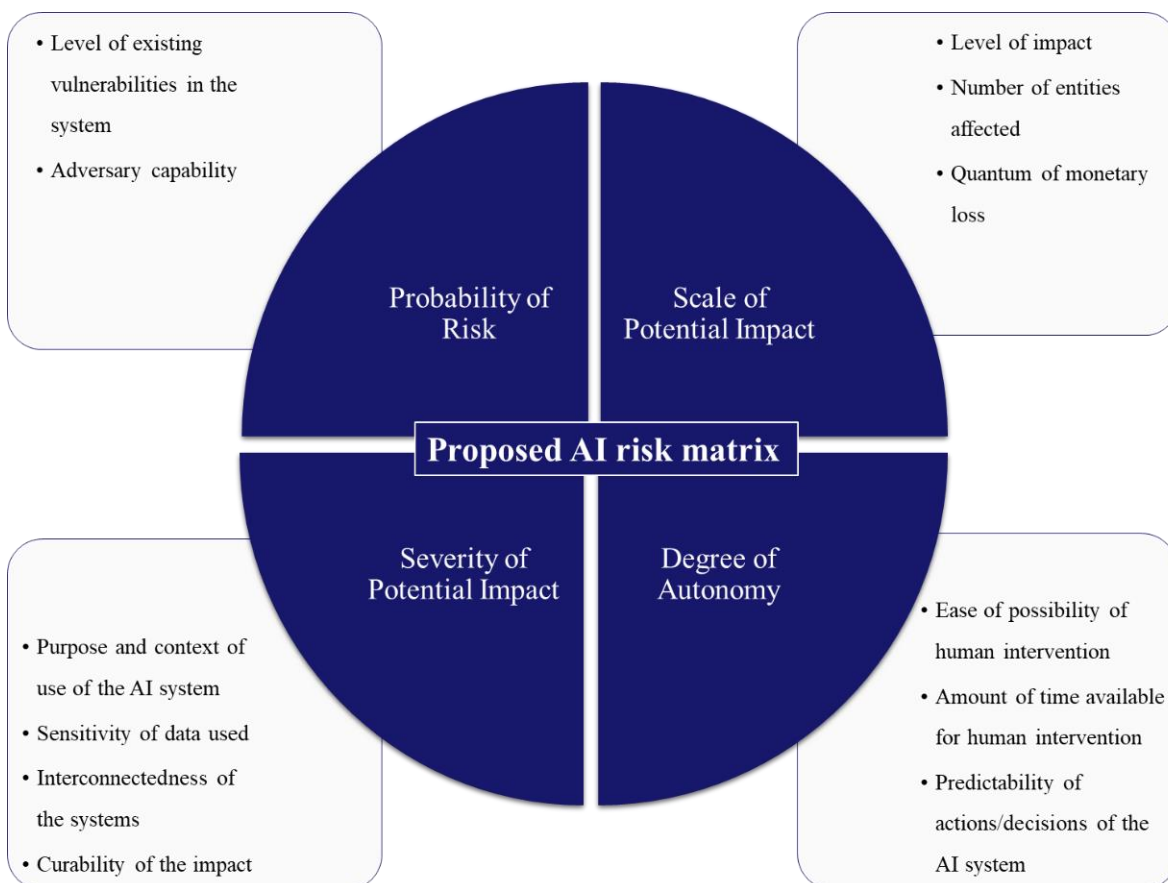 • Level of existing
vulnerabilities in the
system
• Adversary capability
• Level of impact
• Number of entities
affected
• Quantum of monetary
loss
Probability of
Risk
Scale of
Potential Impact
Proposed AI risk matrix
Severity of
Potential Impact
Degree of
Autonomy
• Purpose and context of
use of the AI system
• Sensitivity of data used
• Interconnectedness of
the systems
• Curability of the impact
• Ease of possibility of
human intervention
• Amount of time available
for human intervention
• Predictability of
actions/decisions of the
AI system